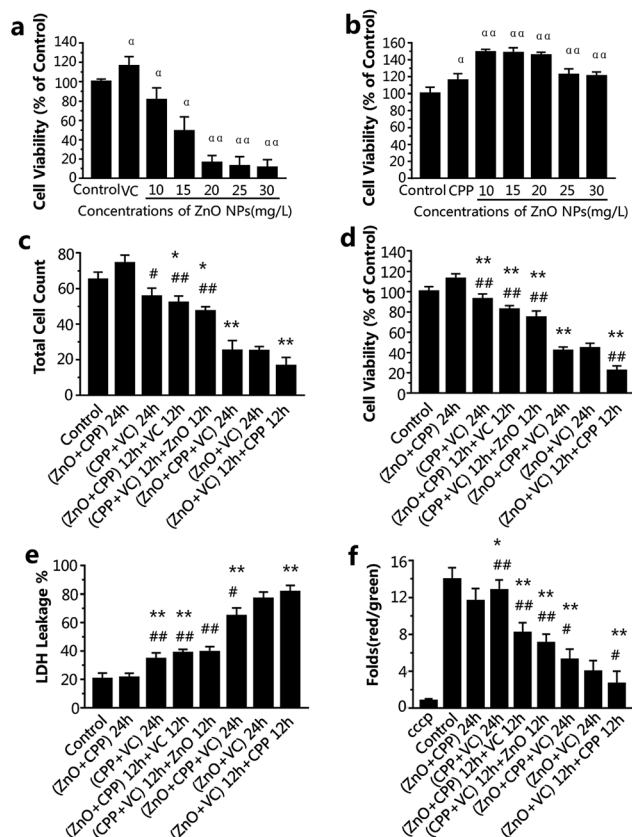 a
Cell Viability (% of Control)
140
120
100
80
60
40
20
0
α
α
α
αα
αα
αα
Control VC 10 15 20 25 30
Concentrations of ZnO NPs(mg/L)
b
Cell Viability (% of Control)
160
120
80
40
0
α
αα
αα
αα
αα
αα
Control CPP 10 15 20 25 30
Concentrations of ZnO NPs(mg/L)
c
Total Cell Count
80
60
40
20
0
#
*
##
*
##
**
**
Control
(ZnO+CPP) 24h
(CPP+VC) 24h
(ZnO+CPP) 12h+VC 12h
(CPP+VC) 12h+ZnO 12h
(ZnO+CPP+VC) 24h
(ZnO+VC) 24h
(ZnO+VC) 12h+CPP 12h
d
Cell Viability (% of Control)
140
120
100
80
60
40
20
0
**
##
**
##
**
##
**
**
##
Control
(ZnO+CPP) 24h
(CPP+VC) 24h
(ZnO+CPP) 12h+VC 12h
(CPP+VC) 12h+ZnO 12h
(ZnO+CPP+VC) 24h
(ZnO+VC) 24h
(ZnO+VC) 12h+CPP 12h
e
LDH Leakage %
100
80
60
40
20
0
**
##
**
##
##
**
#
**
Control
(ZnO+CPP) 24h
(CPP+VC) 24h
(ZnO+CPP) 12h+VC 12h
(CPP+VC) 12h+ZnO 12h
(ZnO+CPP+VC) 24h
(ZnO+VC) 24h
(ZnO+VC) 12h+CPP 12h
f
Folds(red/green)
16
12
8
4
0
*
##
**
##
**
##
**
#
**
#
cccp
Control
(ZnO+CPP) 24h
(CPP+VC) 24h
(ZnO+CPP) 12h+VC 12h
(CPP+VC) 12h+ZnO 12h
(ZnO+CPP+VC) 24h
(ZnO+VC) 24h
(ZnO+VC) 12h+CPP 12h